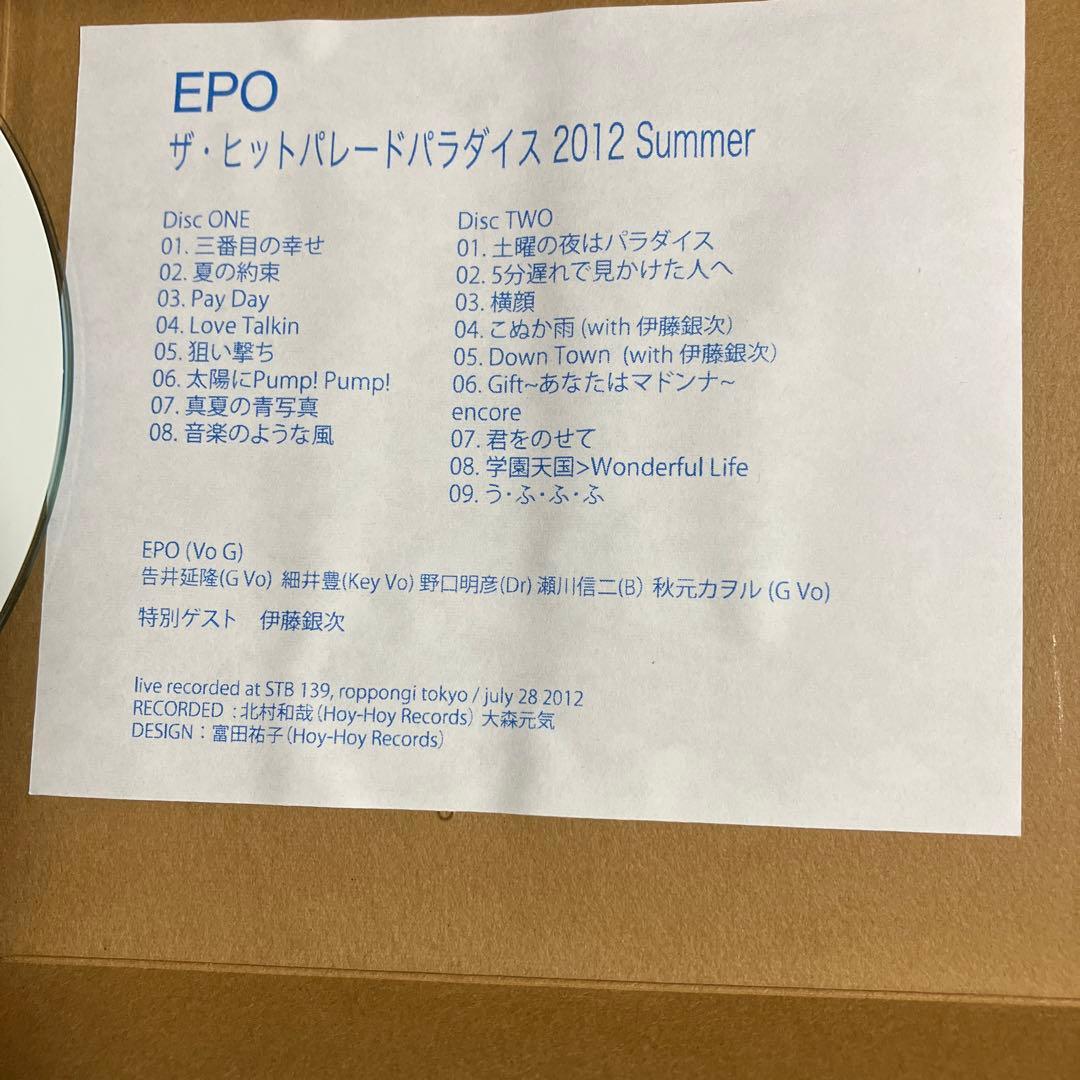 EPO
ザ・ヒットパレードパラダイス 2012 Summer
Disc ONE
01. 三番目の幸せ
02. 夏の約束
03. Pay Day
04. Love Talkin
05. 狙い撃ち
06. 太陽にPump! Pump!
07. 真夏の青写真
08. 音楽のような風
Disc TWO
01. 土曜の夜はパラダイス
02. 5分遅れで見かけた人へ
03. 横顔
04. こぬか雨 (with 伊藤銀次)
05. Down Town (with 伊藤銀次)
06. Gift~あなたはマドンナ~
encore
07. 君をのせて
08. 学園天国>Wonderful Life
09. う・ふ・ふ・ふ
EPO (Vo G)
告井延隆(G Vo) 細井豊(Key Vo) 野口明彦(Dr) 瀬川信二(B) 秋元カヲル (G Vo)
特別ゲスト 伊藤銀次
live recorded at STB 139, roppongi tokyo / july 28 2012
RECORDED : 北村和哉 (Hoy-Hoy Records) 大森元気
DESIGN : 富田祐子 (Hoy-Hoy Records)